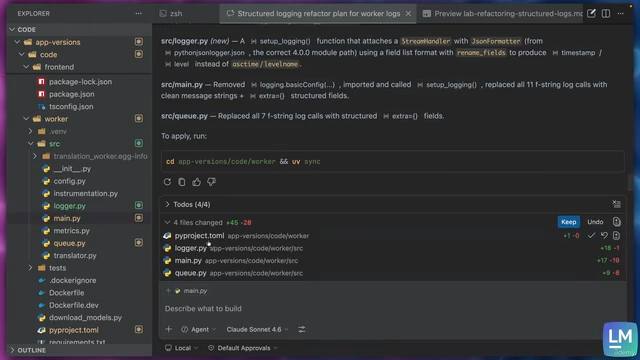 EXPLORER
zsh
Structured logging refactor plan for worker logs
Preview lab-refactoring-structured-logs.md
CODE
app-versions
code
frontend
package-lock.json
package.json
tsconfig.json
worker
.venv
src
translation_worker.egg-info
__init__.py
config.py
instrumentation.py
logger.py
main.py
metrics.py
queue.py
translator.py
tests
.dockerignore
Dockerfile
Dockerfile.dev
download_models.py
pyproject.toml
requirements.txt
OUTLINE
src/logger.py (new) — A setup_logging() function that attaches a StreamHandler with JsonFormatter (from
pythonjsonlogger.json , the correct 4.0.0 module path) using a field list format with rename_fields to produce timestamp /
level instead of asctime/levelname.
src/main.py — Removed logging.basicConfig(...) , imported and called setup_logging() , replaced all 11 f-string log calls with
clean message strings + extra={} structured fields.
src/queue.py — Replaced all 7 f-string log calls with structured extra={} fields.
To apply, run:
cd app-versions/code/worker && uv sync
Todos (4/4)
4 files changed +45 -28
Keep
Undo
pyproject.toml app-versions/code/worker +1 -0
logger.py app-versions/code/worker/src +18 -1
main.py app-versions/code/worker/src +17 -19
queue.py app-versions/code/worker/src +9 -8
+ main.py
Describe what to build
Agent
Claude Sonnet 4.6
Local
Default Approvals
LM